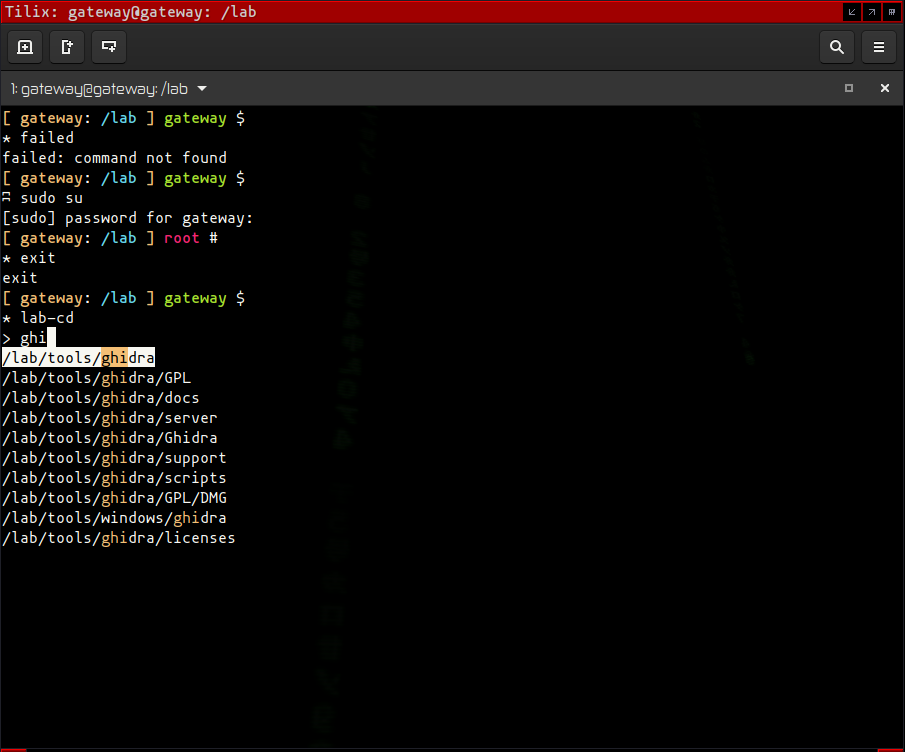 Tilix: gateway@gateway: /lab
1: gateway@gateway: /lab
[ gateway: /lab ] gateway $
* failed
failed: command not found
[ gateway: /lab ] gateway $
sudo su
[sudo] password for gateway:
[ gateway: /lab ] root #
* exit
exit
[ gateway: /lab ] gateway $
* lab-cd
> ghi
/lab/tools/ghidra
/lab/tools/ghidra/GPL
/lab/tools/ghidra/docs
/lab/tools/ghidra/server
/lab/tools/ghidra/Ghidra
/lab/tools/ghidra/support
/lab/tools/ghidra/scripts
/lab/tools/ghidra/GPL/DMG
/lab/tools/windows/ghidra
/lab/tools/ghidra/licenses